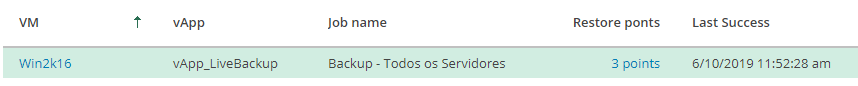 VM ↑ vApp Job name Restore ponts Last Success
Win2k16 vApp_LiveBackup Backup - Todos os Servidores 3 points 6/10/2019 11:52:28 am